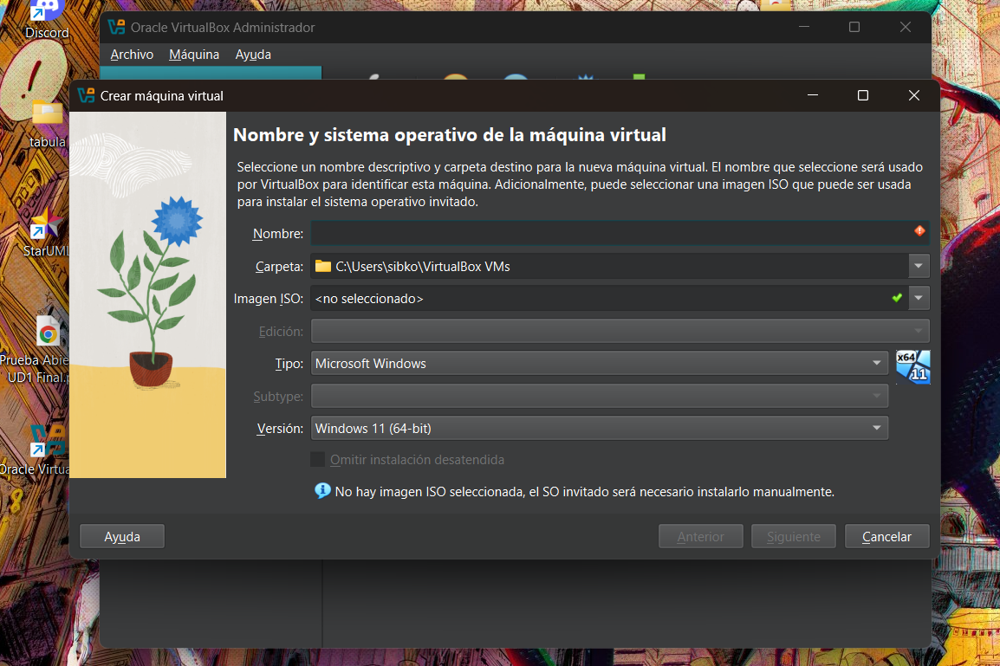 Discord
Oracle VirtualBox Administrador
Archivo Máquina Ayuda
Crear máquina virtual
tabula
StarUML
Prueba Abie
UD1 Final.
Oracle Virtua
Nombre y sistema operativo de la máquina virtual
Seleccione un nombre descriptivo y carpeta destino para la nueva máquina virtual. El nombre que seleccione será usado
por VirtualBox para identificar esta máquina. Adicionalmente, puede seleccionar una imagen ISO que puede ser usada
para instalar el sistema operativo invitado.
Nombre:
Carpeta: C:\Users\sibko\VirtualBox VMs
Imagen ISO: <no seleccionado>
Edición:
Tipo: Microsoft Windows
x64
11
Subtype:
Versión: Windows 11 (64-bit)
Omitir instalación desatendida
No hay imagen ISO seleccionada, el SO invitado será necesario instalarlo manualmente.
Ayuda Anterior Siguiente Cancelar